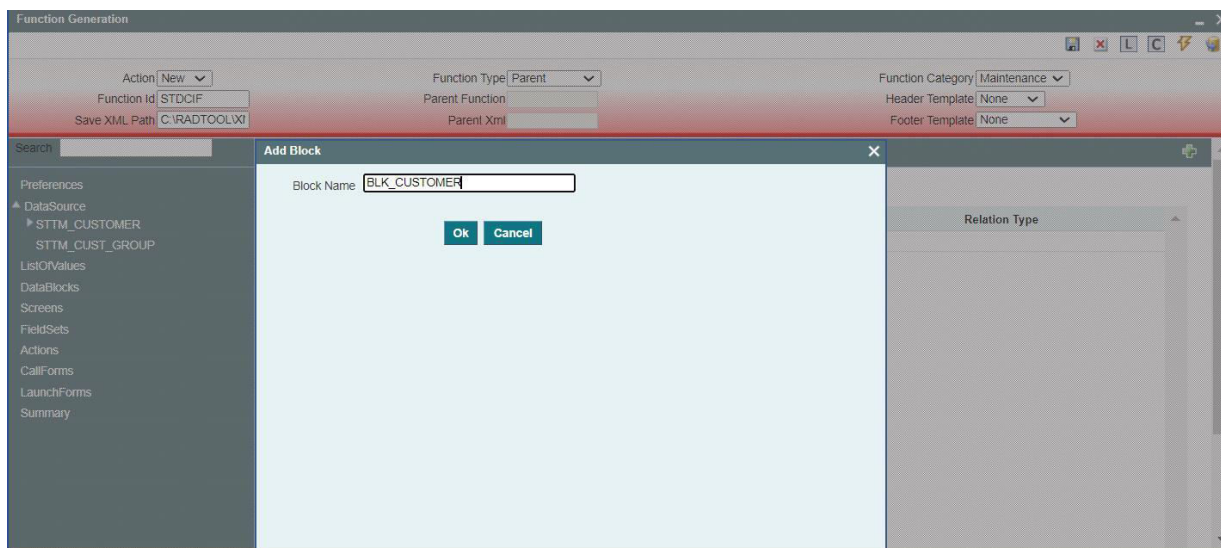 Function Generation
L C
Action New Function Type Parent Function Category Maintenance
Function Id STDCIF Parent Function Header Template None
Save XML Path C:\RADTOOL\XM Parent Xml Footer Template None
Search Add Block
Block Name BLK_CUSTOMER
Preferences
DataSource
STTM_CUSTOMER Relation Type
Ok Cancel
STTM_CUST_GROUP
ListOfValues
DataBlocks
Screens
FieldSets
Actions
CallForms
LaunchForms
Summary